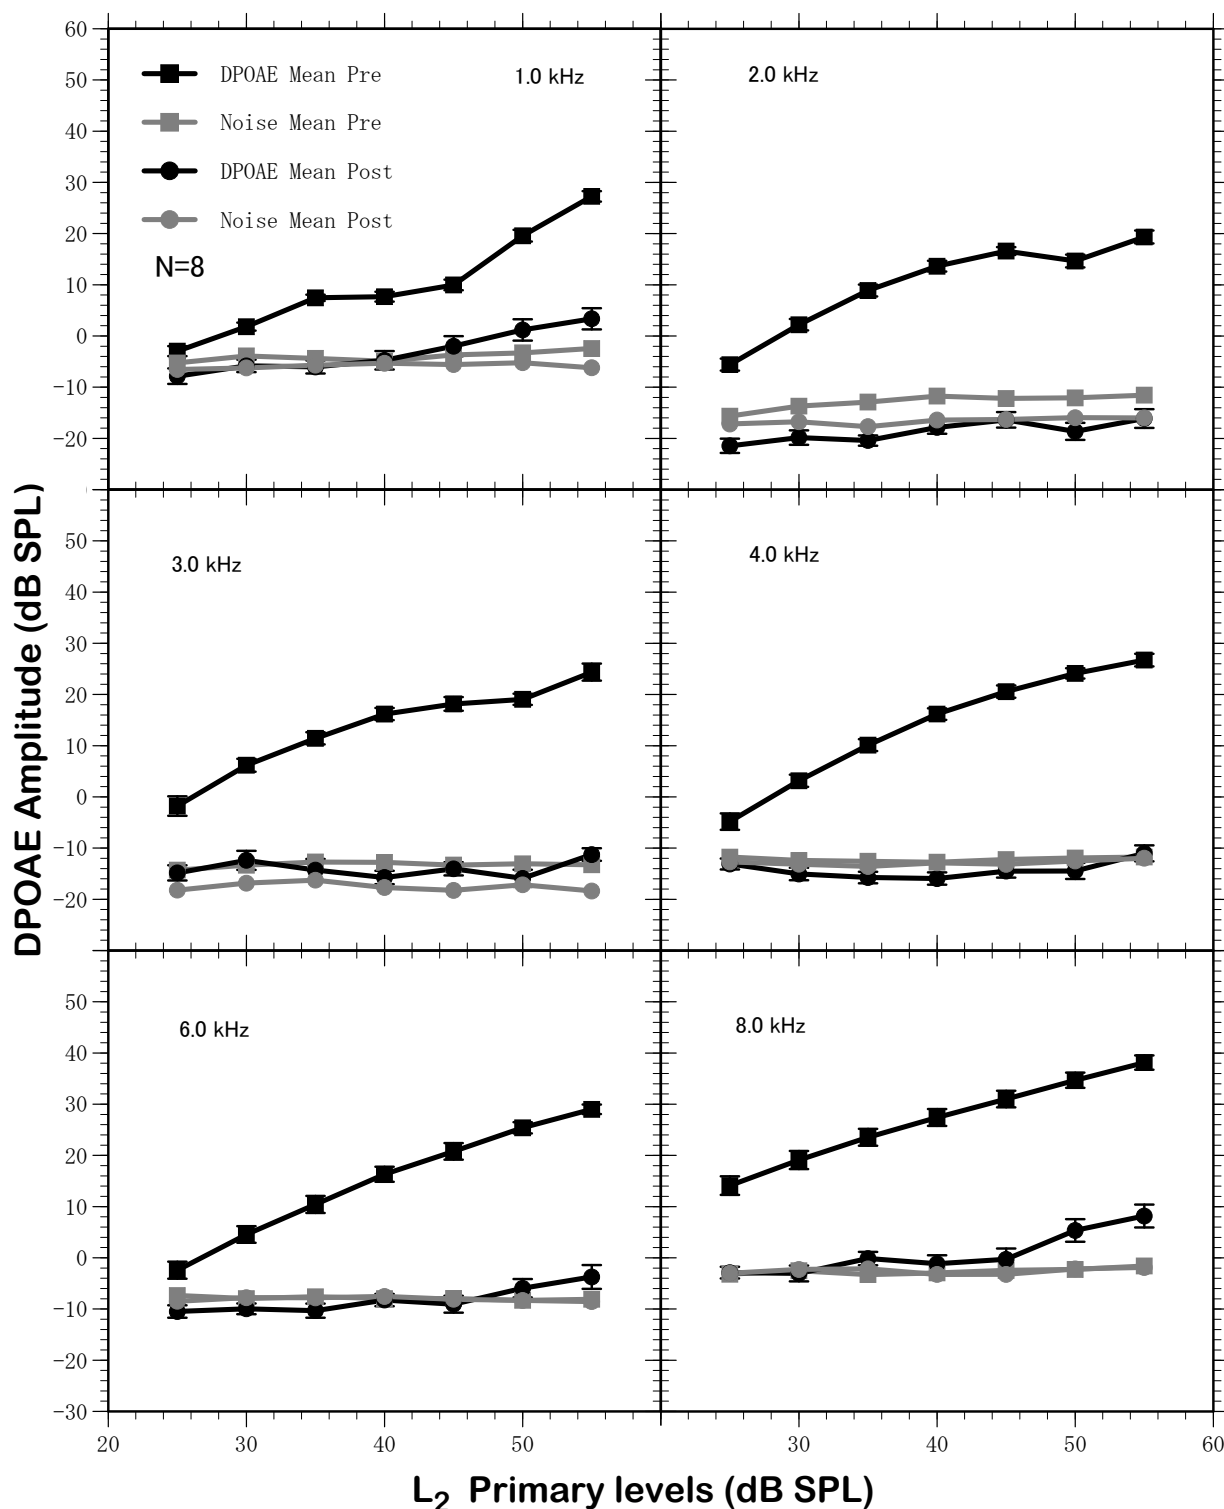 60
50
40
30
20
10
0
−10
−20
DPOAE Mean Pre
Noise Mean Pre
DPOAE Mean Post
Noise Mean Post
N=8
1.0 kHz
2.0 kHz
50
40
30
20
10
0
−10
−20
3.0 kHz
4.0 kHz
50
40
30
20
10
0
−10
−20
−30
6.0 kHz
8.0 kHz
20 30 40 50 30 40 50 60
DPOAE Amplitude (dB SPL)
L2 Primary levels (dB SPL)